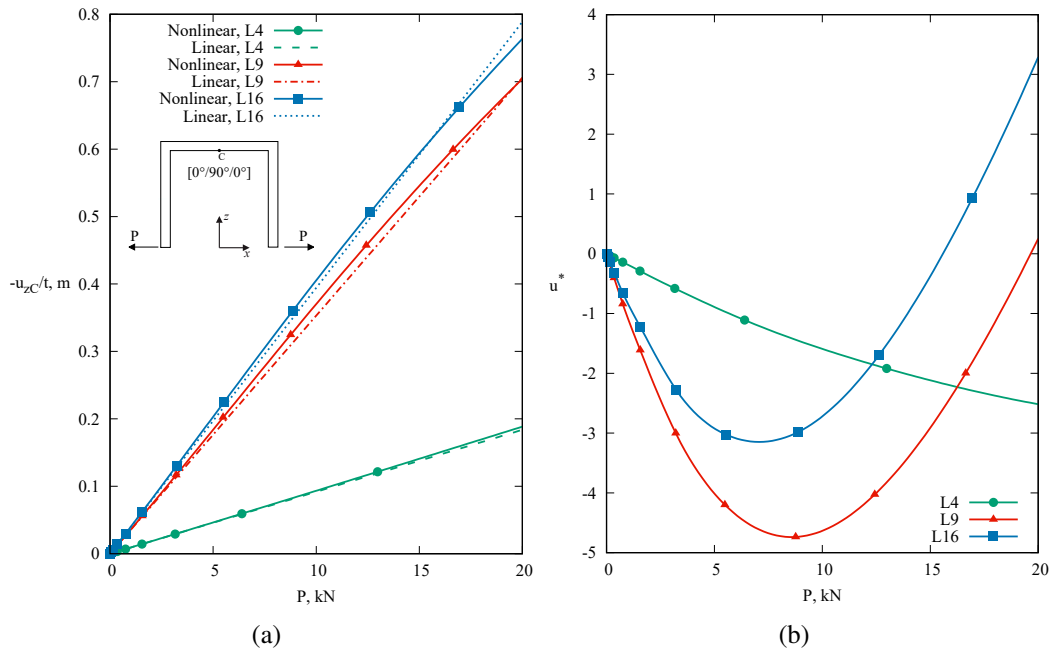 Nonlinear, L4
Linear, L4
Nonlinear, L9
Linear, L9
Nonlinear, L16
Linear, L16
C
[0°/90°/0°]
z
P P
x
0.8
0.7
0.6
0.5
0.4
-u_zC/t, m
0.3
0.2
0.1
0
0 5 10 15 20
P, kN
(a)
4
3
2
1
0
u*
-1
-2
-3
-4
-5
L4
L9
L16
0 5 10 15 20
P, kN
(b)